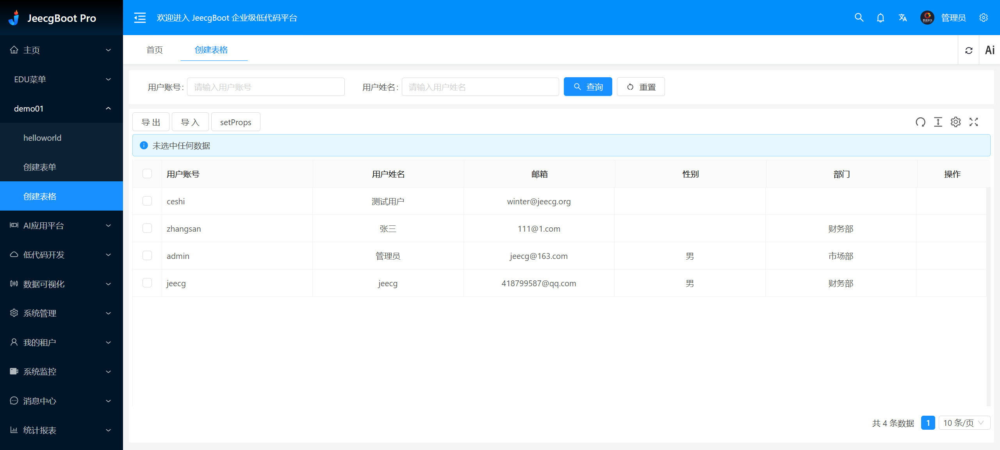 JeecgBoot Pro
欢迎进入 JeecgBoot 企业级低代码平台
管理员
主页
EDU菜单
demo01
helloworld
创建表单
创建表格
AI应用平台
低代码开发
数据可视化
系统管理
我的租户
系统监控
消息中心
统计报表
首页
创建表格
Ai
用户账号: 请输入用户账号 用户姓名: 请输入用户姓名 查询 重置
导 出 导 入 setProps
未选中任何数据
用户账号 用户姓名 邮箱 性别 部门 操作
ceshi 测试用户 winter@jeecg.org
zhangsan 张三 111@1.com 财务部
admin 管理员 jeecg@163.com 男 市场部
jeecg jeecg 418799587@qq.com 男 财务部
共 4 条数据 1 10 条/页